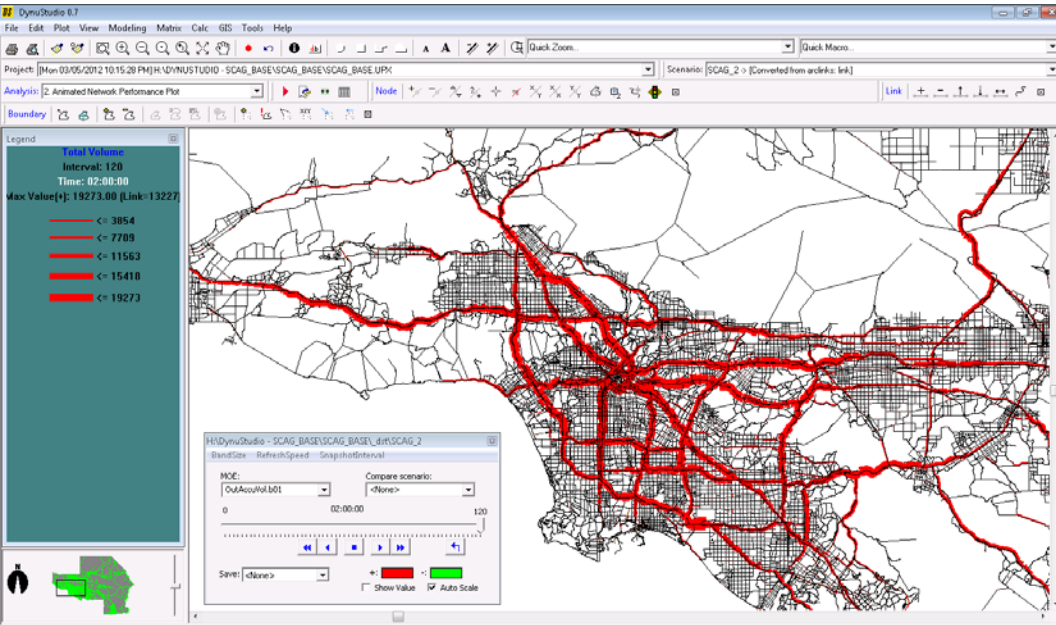 DS DynuStudio 0.7
File Edit Plot View Modeling Matrix Calc GIS Tools Help
A A Quick Zoom... Quick Macro...
Project: [Mon 03/05/2012 10:15:28 PM] H:\DYNUSTUDIO - SCAG_BASE\SCAG_BASE\SCAG_BASE.UPX Scenario: SCAG_2 -> [Converted from arclinks: link]
Analysis: 2. Animated Network Performance Plot Node Link
Boundary
Legend
Total Volume
Interval: 120
Time: 02:00:00
Max Value(+): 19273.00 (Link=13227)
<= 3854
<= 7709
<= 11563
<= 15418
<= 19273
H:\DynuStudio - SCAG_BASE\SCAG_BASE\_dst\SCAG_2
BandSize RefreshSpeed SnapshotInterval
MOE: Compare scenario:
OutAccuVol.b01 <None>
0 02:00:00 120
Save: <None> +: -:
Show Value Auto Scale
N